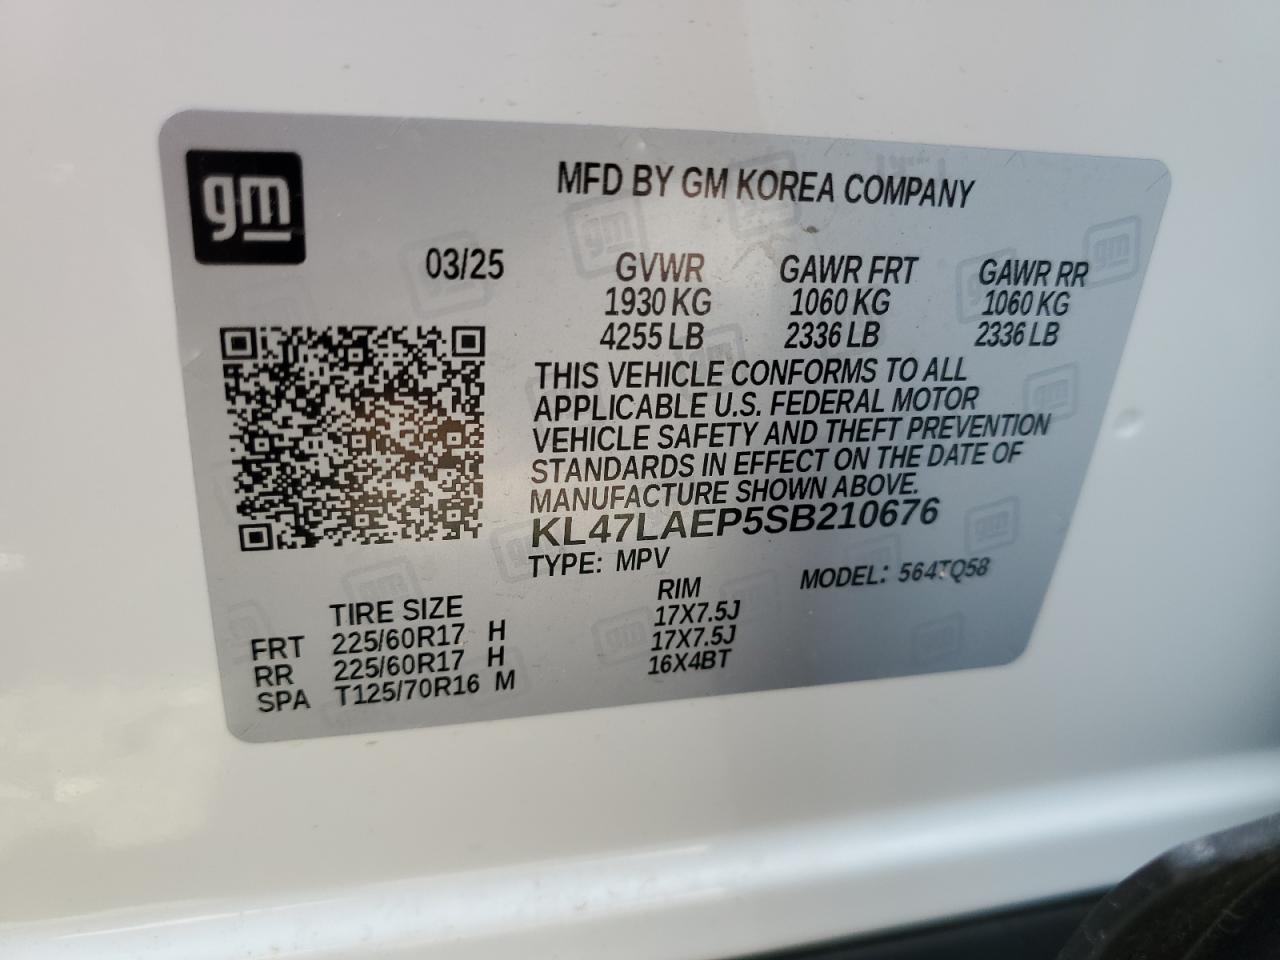 gm
MFD BY GM KOREA COMPANY
03/25 GVWR GAWR FRT GAWR RR
1930 KG 1060 KG 1060 KG
4255 LB 2336 LB 2336 LB
THIS VEHICLE CONFORMS TO ALL
APPLICABLE U.S. FEDERAL MOTOR
VEHICLE SAFETY AND THEFT PREVENTION
STANDARDS IN EFFECT ON THE DATE OF
MANUFACTURE SHOWN ABOVE.
KL47LAEP5SB210676
TYPE: MPV MODEL: 564TQ58
TIRE SIZE RIM
FRT 225/60R17 H 17X7.5J
RR 225/60R17 H 17X7.5J
SPA T125/70R16 M 16X4BT